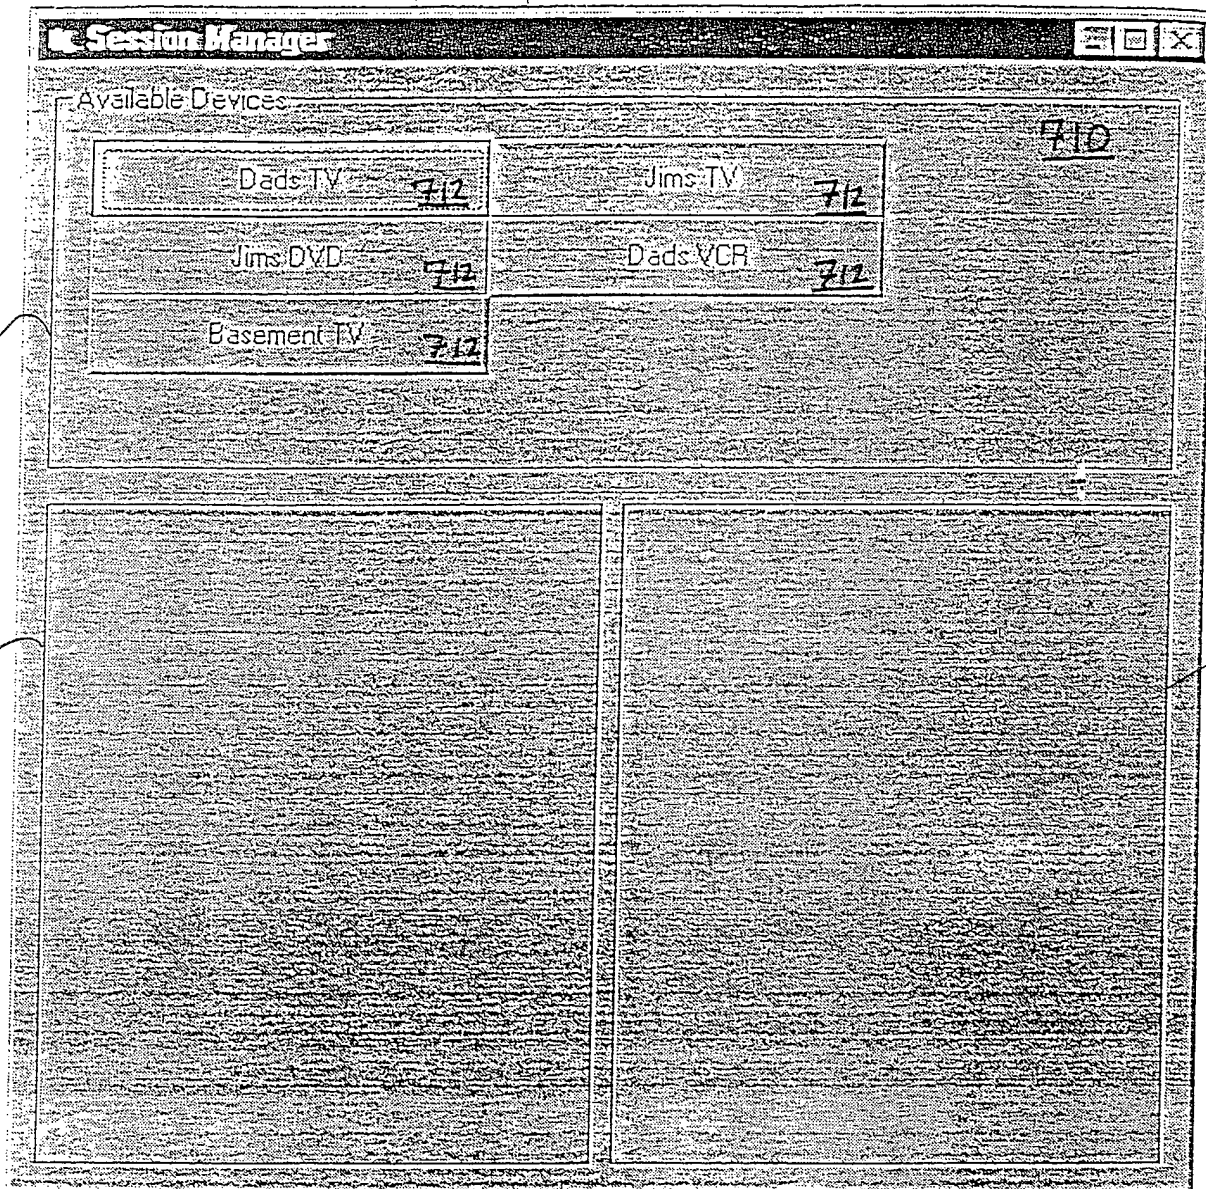 Session Manager
Available Devices
710
Dads TV 712 Jims TV 712
Jims DVD 712 Dads VCR 712
Basement TV 712